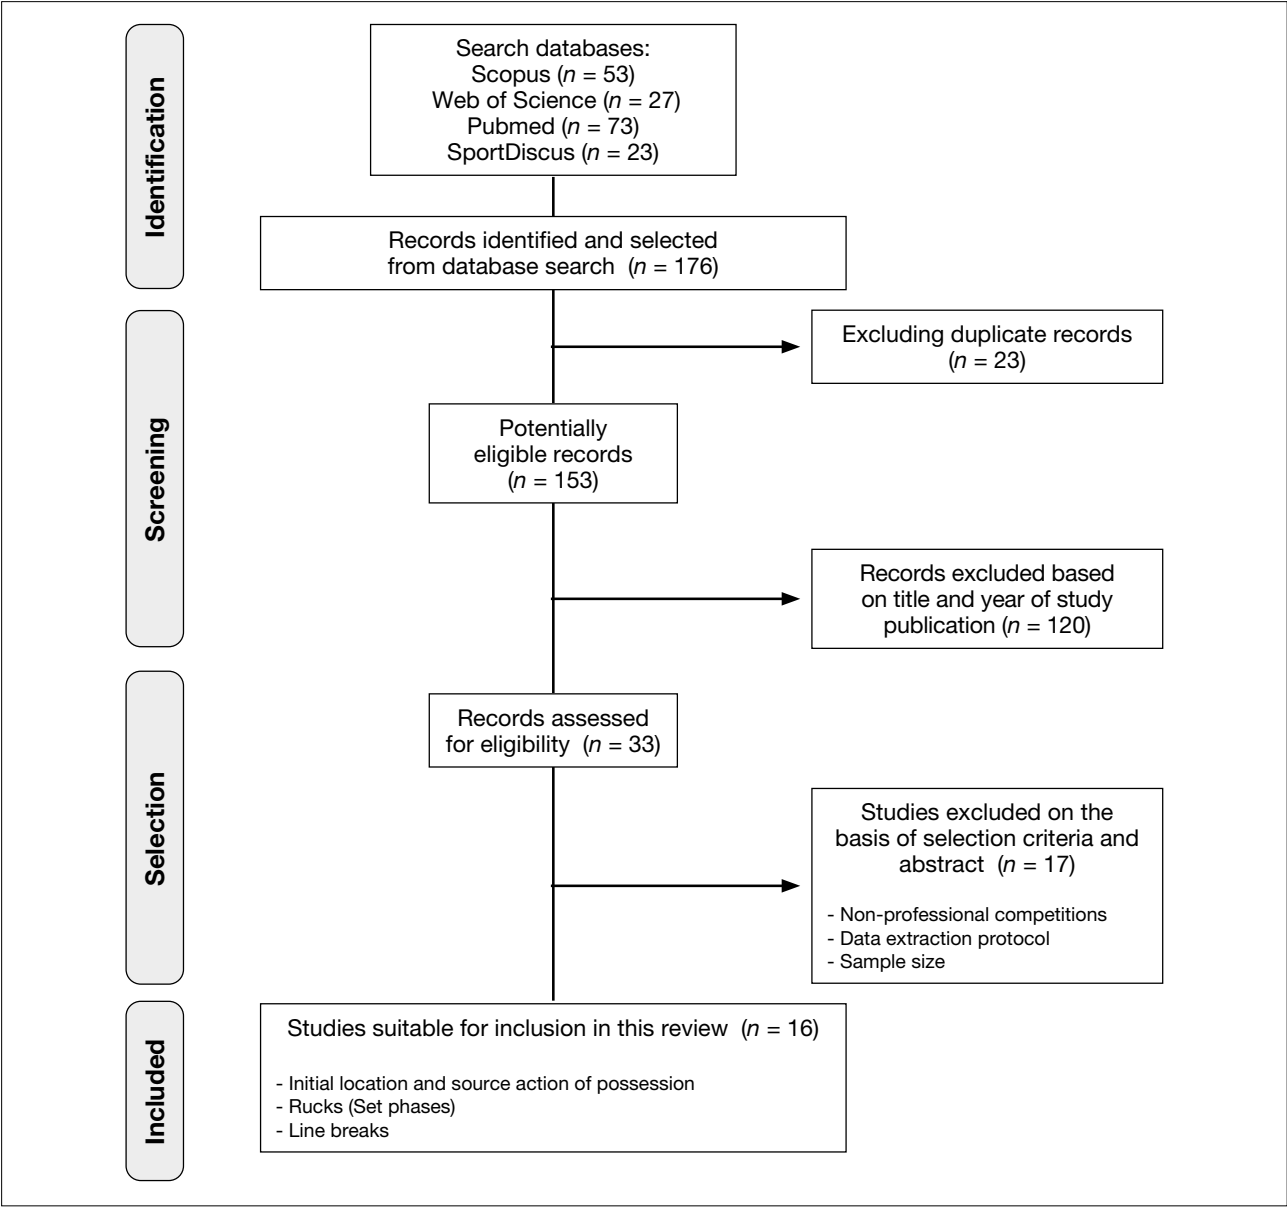 Identification
Search databases:
Scopus (n = 53)
Web of Science (n = 27)
Pubmed (n = 73)
SportDiscus (n = 23)
Records identified and selected
from database search (n = 176)
Screening
Excluding duplicate records
(n = 23)
Potentially
eligible records
(n = 153)
Records excluded based
on title and year of study
publication (n = 120)
Selection
Records assessed
for eligibility (n = 33)
Studies excluded on the
basis of selection criteria and
abstract (n = 17)
- Non-professional competitions
- Data extraction protocol
- Sample size
Included
Studies suitable for inclusion in this review (n = 16)
- Initial location and source action of possession
- Rucks (Set phases)
- Line breaks